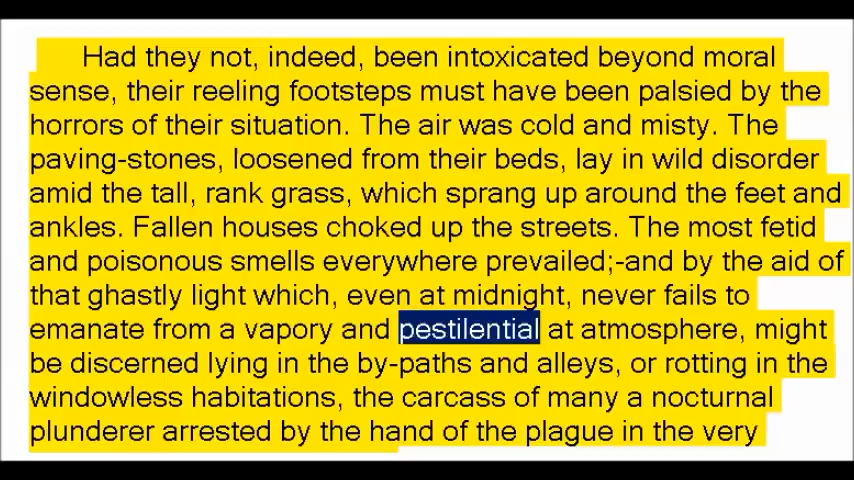 Had they not, indeed, been intoxicated beyond moral
sense, their reeling footsteps must have been palsied by the
horrors of their situation. The air was cold and misty. The
paving-stones, loosened from their beds, lay in wild disorder
amid the tall, rank grass, which sprang up around the feet and
ankles. Fallen houses choked up the streets. The most fetid
and poisonous smells everywhere prevailed;-and by the aid of
that ghastly light which, even at midnight, never fails to
emanate from a vapory and pestilential at atmosphere, might
be discerned lying in the by-paths and alleys, or rotting in the
windowless habitations, the carcass of many a nocturnal
plunderer arrested by the hand of the plague in the very